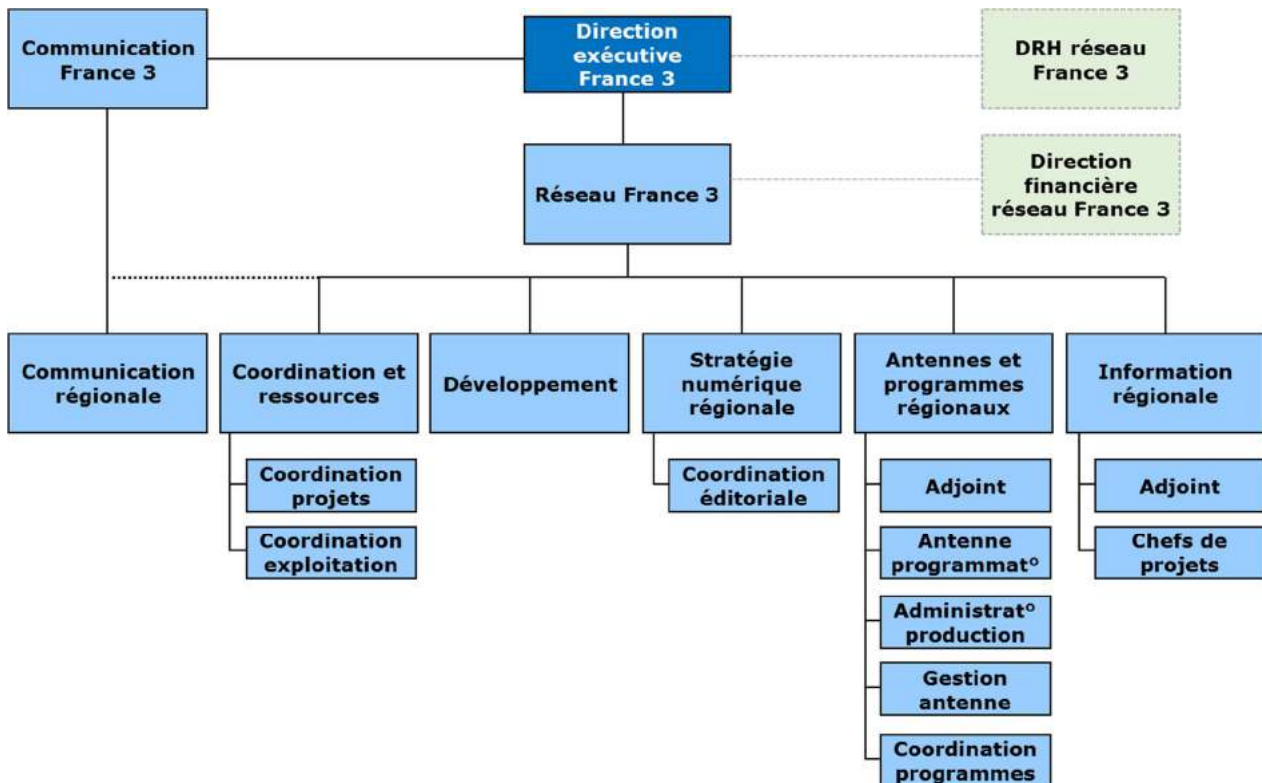 Communication
France 3
Direction
exécutive
France 3
DRH réseau
France 3
Réseau France 3
Direction
financière
réseau France 3
Communication
régionale
Coordination et
ressources
Développement
Stratégie
numérique
régionale
Antennes et
programmes
régionaux
Information
régionale
Coordination
projets
Coordination
exploitation
Coordination
éditoriale
Adjoint
Antenne
programmat°
Administrat°
production
Gestion
antenne
Coordination
programmes
Adjoint
Chefs de
projets